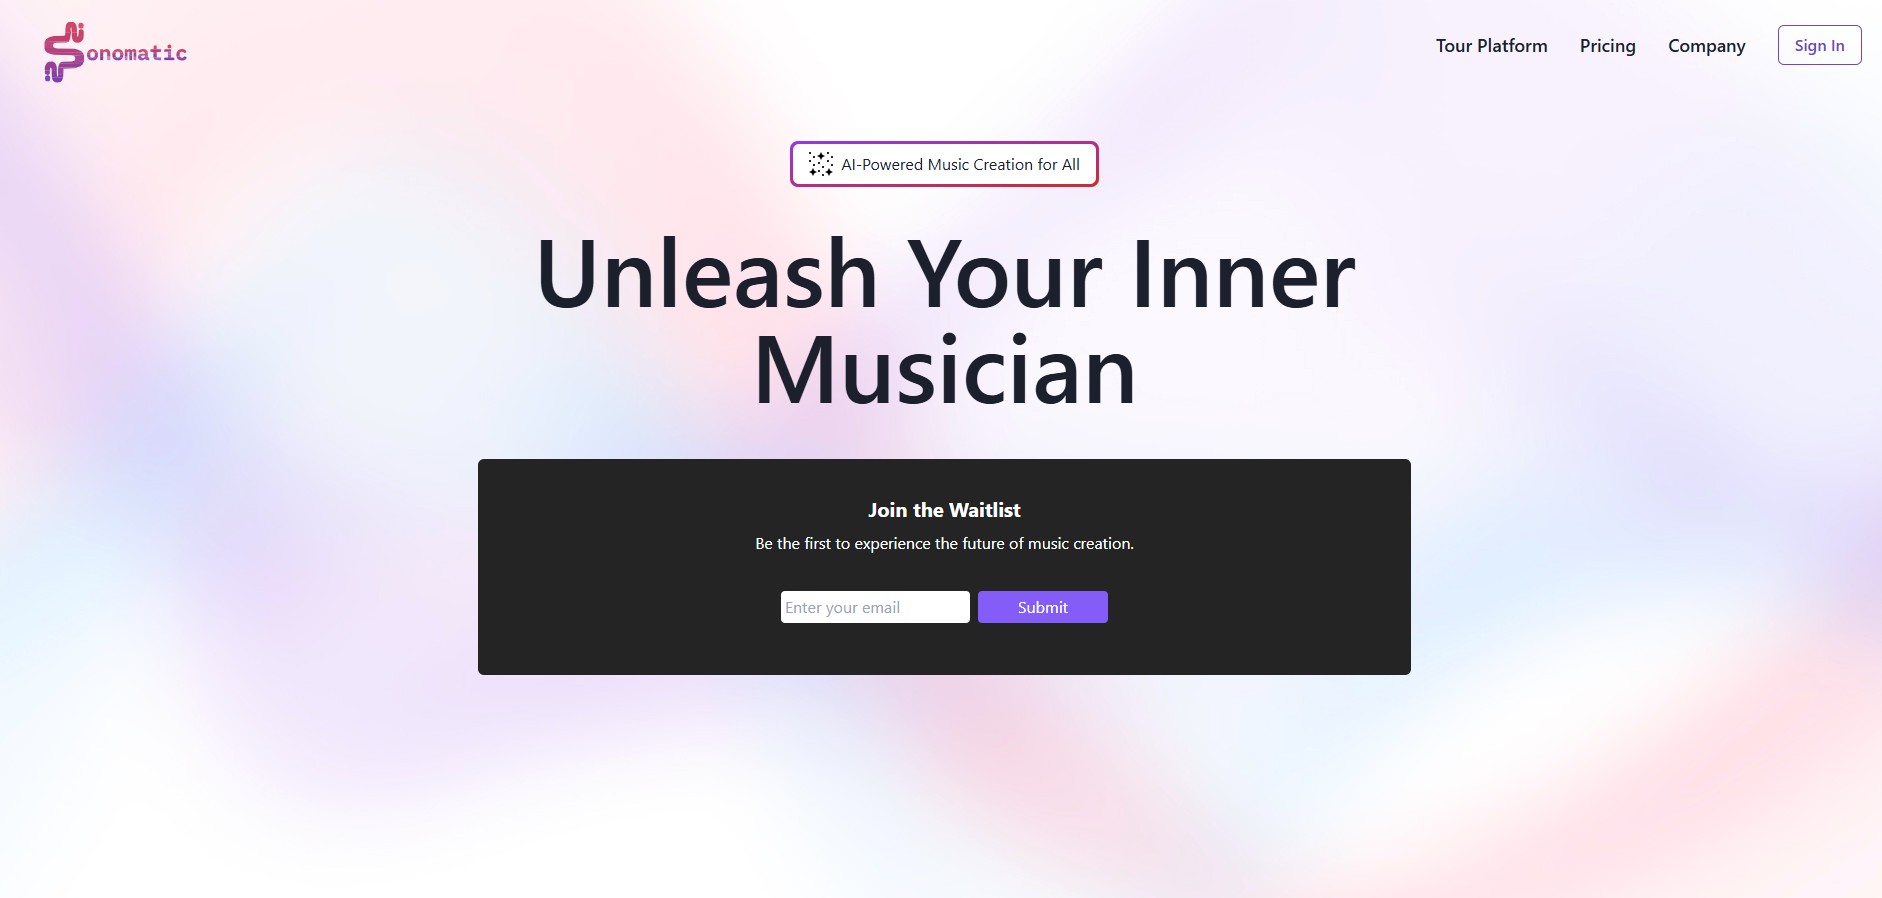 Sonomatic
Tour Platform
Pricing
Company
Sign In
AI-Powered Music Creation for All
Unleash Your Inner
Musician
Join the Waitlist
Be the first to experience the future of music creation.
Enter your email
Submit